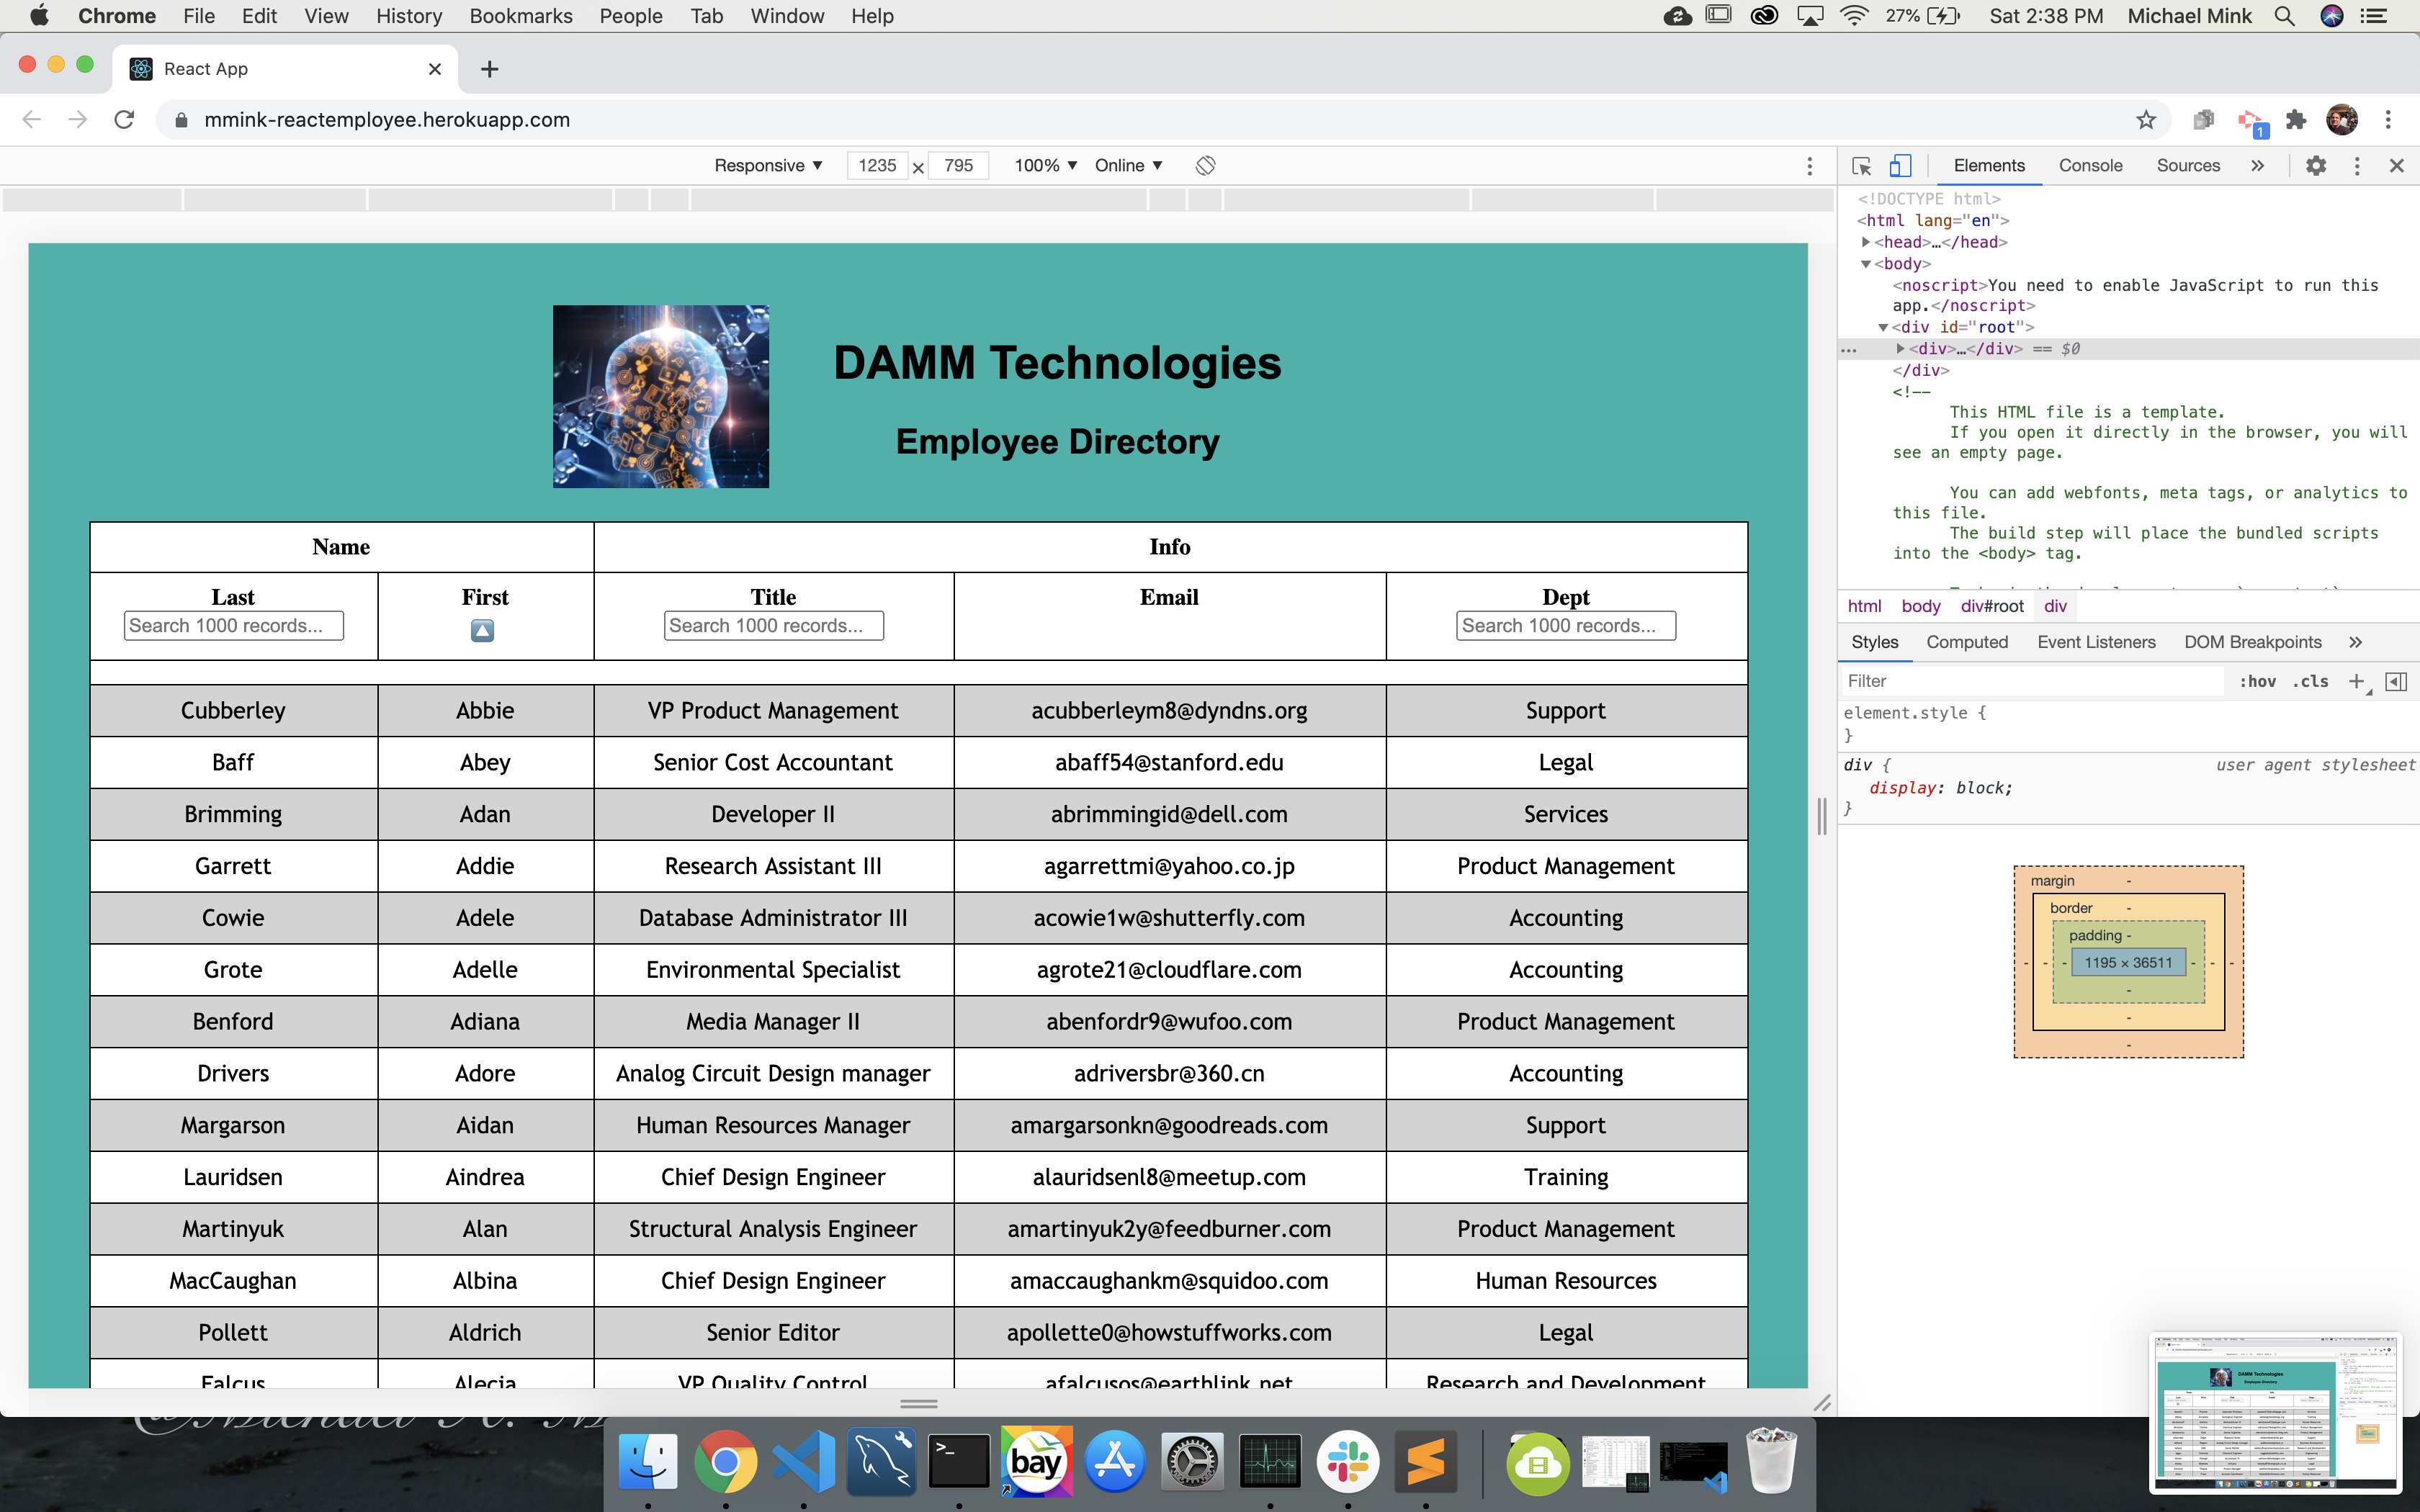 Chrome File Edit View History Bookmarks People Tab Window Help 27% Sat 2:38 PM Michael Mink
React App
mmink-reactemployee.herokuapp.com 1
Responsive 1235 × 795 100% Online
Elements Console Sources
DAMM Technologies
Employee Directory
Name Info
Last First Title Email Dept
Search 1000 records... Search 1000 records... Search 1000 records...
Cubberley Abbie VP Product Management acubberleym8@dyndns.org Support
Baff Abey Senior Cost Accountant abaff54@stanford.edu Legal
Brimming Adan Developer II abrimmingid@dell.com Services
Garrett Addie Research Assistant III agarrettmi@yahoo.co.jp Product Management
Cowie Adele Database Administrator III acowie1w@shutterfly.com Accounting
Grote Adelle Environmental Specialist agrote21@cloudflare.com Accounting
Benford Adiana Media Manager II abenfordr9@wufoo.com Product Management
Drivers Adore Analog Circuit Design manager adriversbr@360.cn Accounting
Margarson Aidan Human Resources Manager amargarsonkn@goodreads.com Support
Lauridsen Aindrea Chief Design Engineer alauridsenl8@meetup.com Training
Martinyuk Alan Structural Analysis Engineer amartinyuk2y@feedburner.com Product Management
MacCaughan Albina Chief Design Engineer amaccaughankm@squidoo.com Human Resources
Pollett Aldrich Senior Editor apollette0@howstuffworks.com Legal
Falcus Alecia VP Quality Control afalcusos@earthlink.net Research and Development
<!DOCTYPE html>
<html lang="en">
<head>…</head>
<body>
<noscript>You need to enable JavaScript to run this
app.</noscript>
<div id="root">
… <div>…</div> == $0
</div>
<!--
This HTML file is a template.
If you open it directly in the browser, you will
see an empty page.
You can add webfonts, meta tags, or analytics to
this file.
The build step will place the bundled scripts
into the <body> tag.
html body div#root div
Styles Computed Event Listeners DOM Breakpoints
Filter :hov .cls
element.style {
}
div { user agent stylesheet
display: block;
}
margin -
border -
padding -
- - - 1195 × 36511 - - -
-
-
-
bay